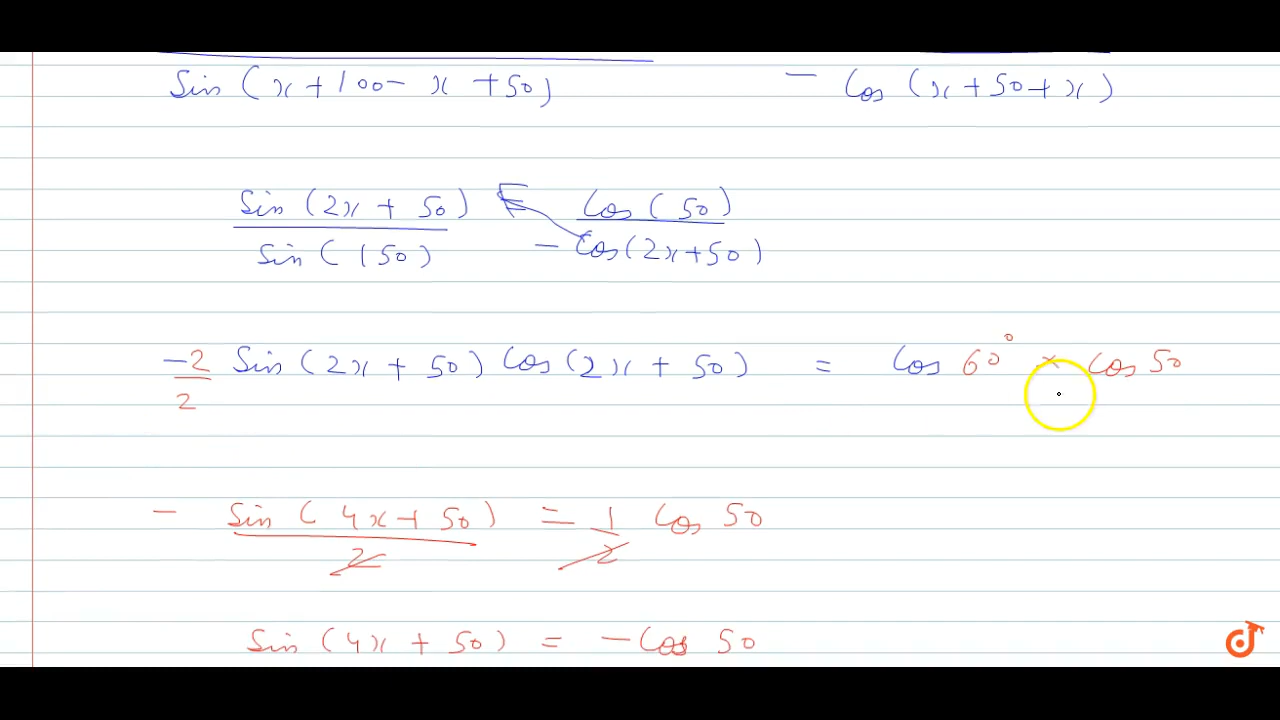 Sin (x + 100 - x + 50) - Cos (x + 50 + x)
Sin (2x + 50) = Cos (50)
Sin (150) - Cos (2x + 50)
-2 Sin (2x + 50) Cos (2x + 50) = Cos 60° × Cos 50
2
- Sin (4x + 50) = 1 Cos 50
2 2
Sin (4x + 50) = - Cos 50